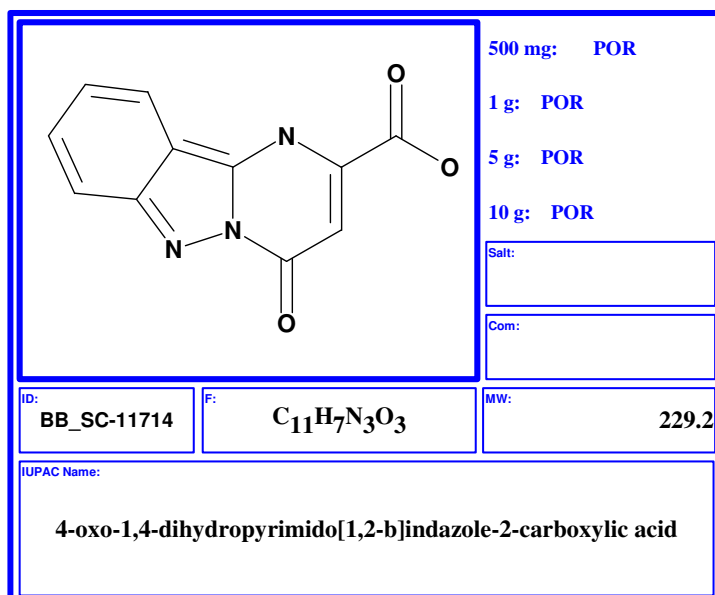 500 mg: POR
1 g: POR
5 g: POR
10 g: POR
O
N
O
N
N
O
Salt:
Com:
ID:
BB_SC-11714
F:
C11H7N3O3
MW:
229.2
IUPAC Name:
4-oxo-1,4-dihydropyrimido[1,2-b]indazole-2-carboxylic acid